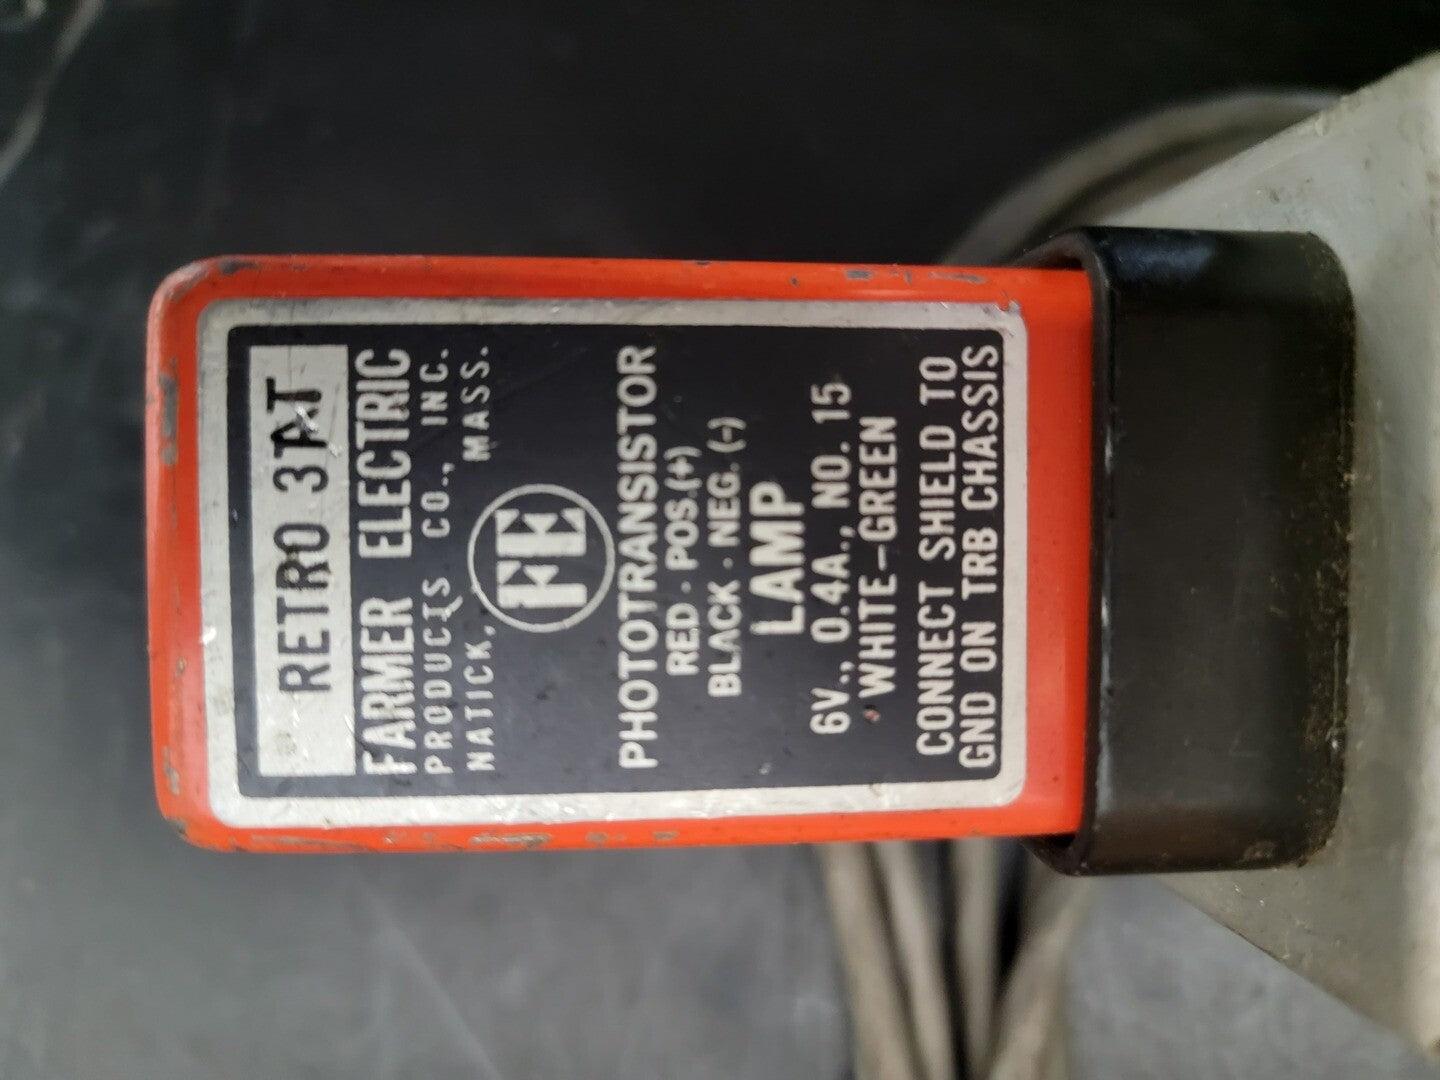 RETRO 3AT
FARMER ELECTRIC
PRODUCTS CO., INC.
NATICK, MASS.
FE
PHOTOTRANSISTOR
RED . POS.(+)
BLACK . NEG. (-)
LAMP
6V., 0.4A., NO. 15
WHITE-GREEN
CONNECT SHIELD TO
GND ON TRB CHASSIS